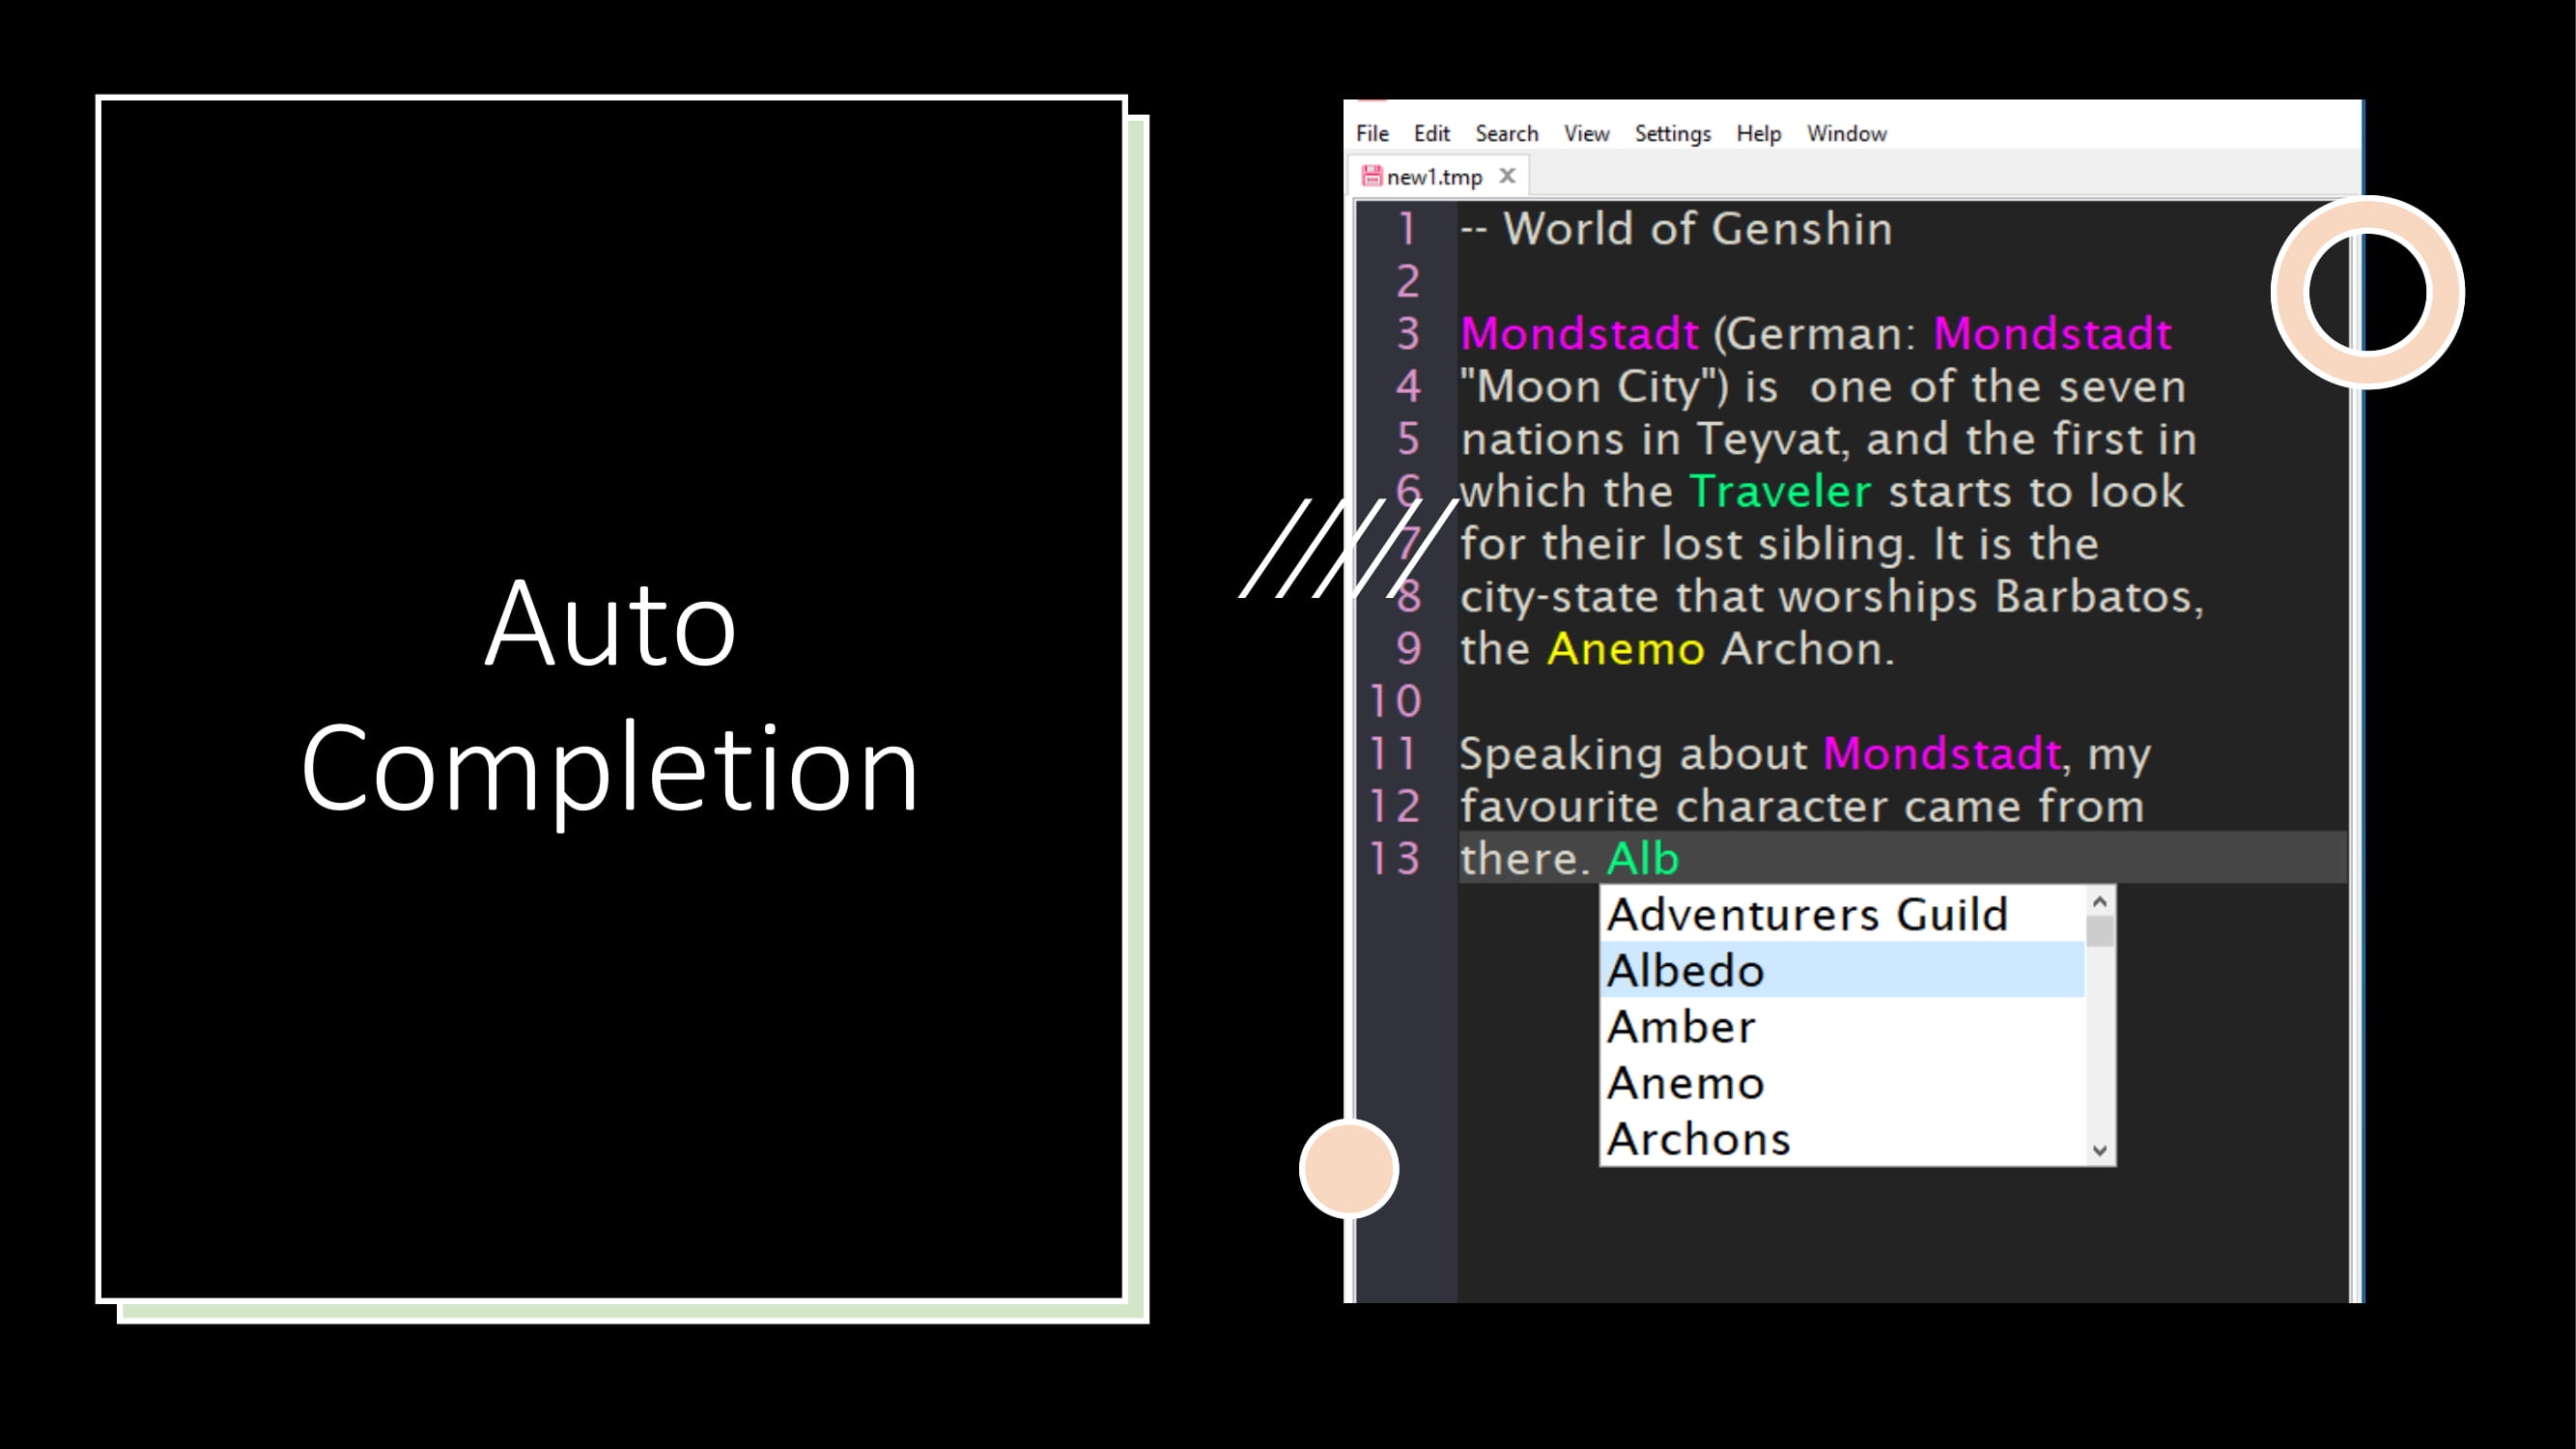 Auto
Completion
File Edit Search View Settings Help Window
new1.tmp
1 -- World of Genshin
2
3 Mondstadt (German: Mondstadt
4 "Moon City") is  one of the seven
5 nations in Teyvat, and the first in
6 which the Traveler starts to look
7 for their lost sibling. It is the
8 city-state that worships Barbatos,
9 the Anemo Archon.
10
11 Speaking about Mondstadt, my
12 favourite character came from
13 there. Alb
Adventurers Guild
Albedo
Amber
Anemo
Archons